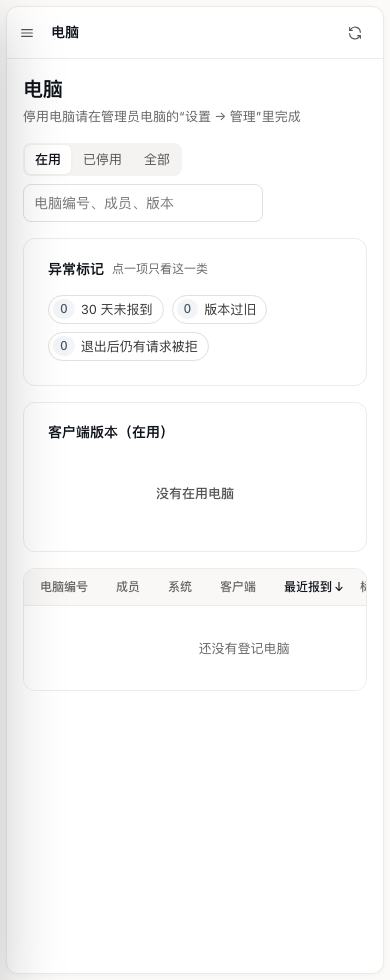 电脑
电脑
停用电脑请在管理员电脑的“设置 → 管理”里完成
在用 已停用 全部
电脑编号、成员、版本
异常标记 点一项只看这一类
0 30 天未报到 0 版本过旧
0 退出后仍有请求被拒
客户端版本（在用）
没有在用电脑
电脑编号 成员 系统 客户端 最近报到↓
还没有登记电脑